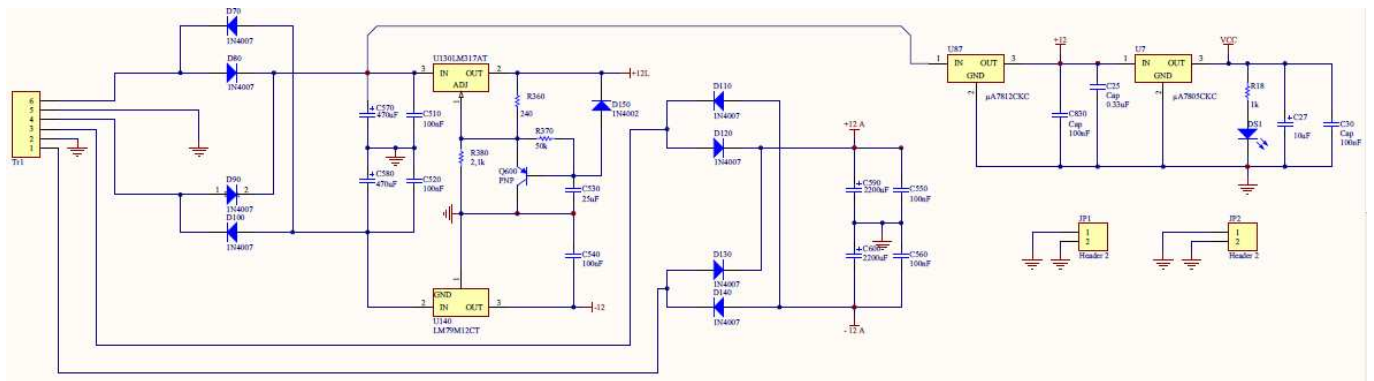 D70
1N4007
D80
1N4007
6
5
4
3
2
1
Tr1
1
D90
2
1N4007
D100
1N4007
C570
470uF
C510
100nF
C580
470uF
C520
100nF
U130LM317AT
3
IN
OUT
2
ADJ
1
+12L
R360
240
D150
1N4002
R370
50k
R380
2,1k
Q600
PNP
C530
25uF
C540
100uF
1
GND
2
IN
OUT
3
-12
U140
LM79M12CT
D110
1N4007
D120
1N4007
D130
1N4007
D140
1N4007
+12 A
C590
2200uF
C550
100nF
C600
2200uF
C560
100nF
-12 A
U87
1
IN
OUT
3
GND
2
µA7812CKC
+12
C830
Cap
100nF
C25
Cap
0.33uF
U7
1
IN
OUT
3
GND
2
µA7805CKC
VCC
R18
1k
DS1
C27
10uF
C30
Cap
100nF
JP1
1
2
Header 2
JP2
1
2
Header 2